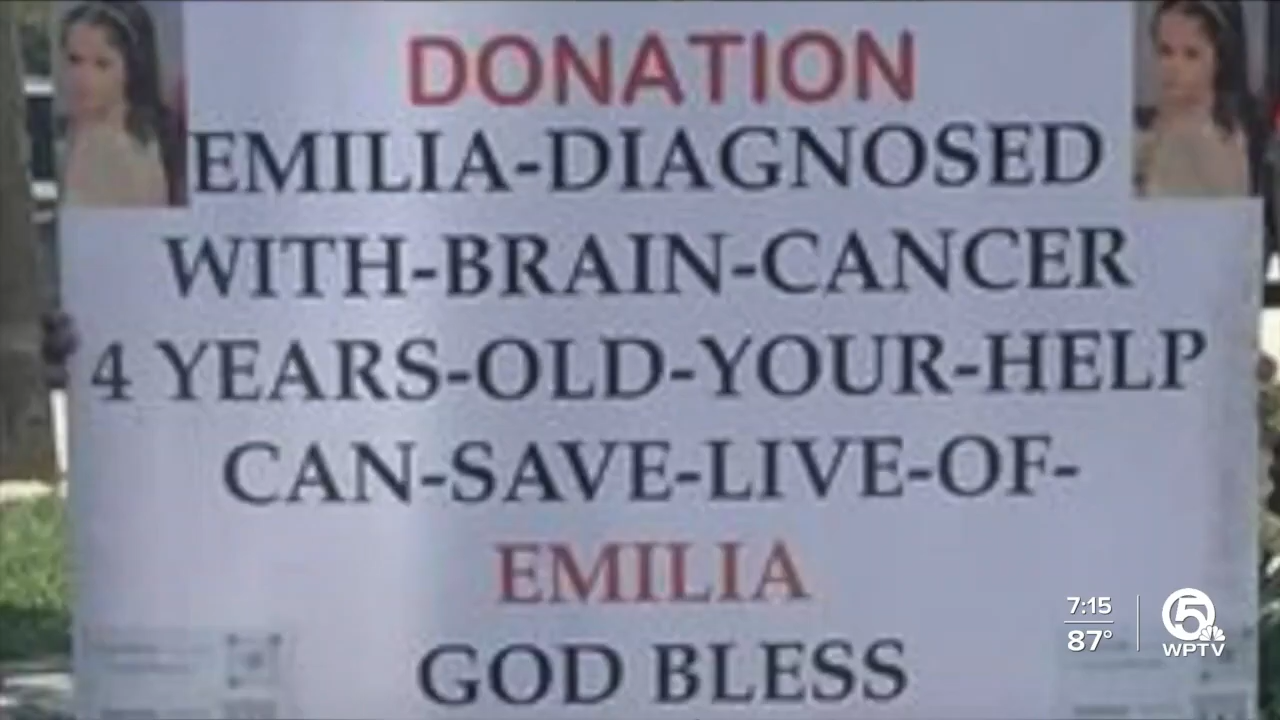 DONATION
EMILIA-DIAGNOSED
WITH-BRAIN-CANCER
4 YEARS-OLD-YOUR-HELP
CAN-SAVE-LIVE-OF-
EMILIA
GOD BLESS
7:15
87°
5
WPTV